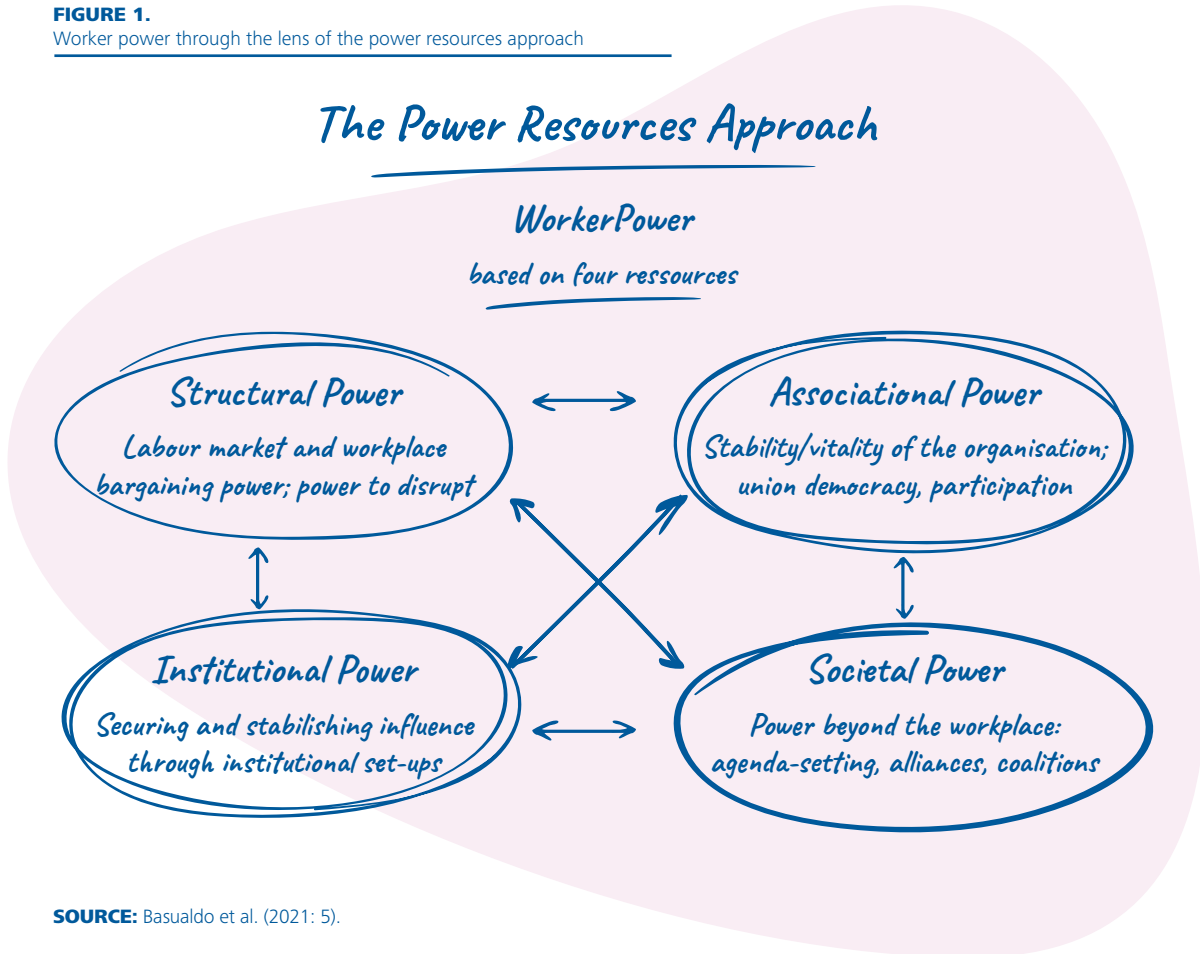 FIGURE 1.
Worker power through the lens of the power resources approach
The Power Resources Approach
WorkerPower
based on four ressources
Structural Power
Labour market and workplace
bargaining power; power to disrupt
Associational Power
Stability/vitality of the organisation;
union democracy, participation
Institutional Power
Securing and stabilishing influence
through institutional set-ups
Societal Power
Power beyond the workplace:
agenda-setting, alliances, coalitions
SOURCE: Basualdo et al. (2021: 5).